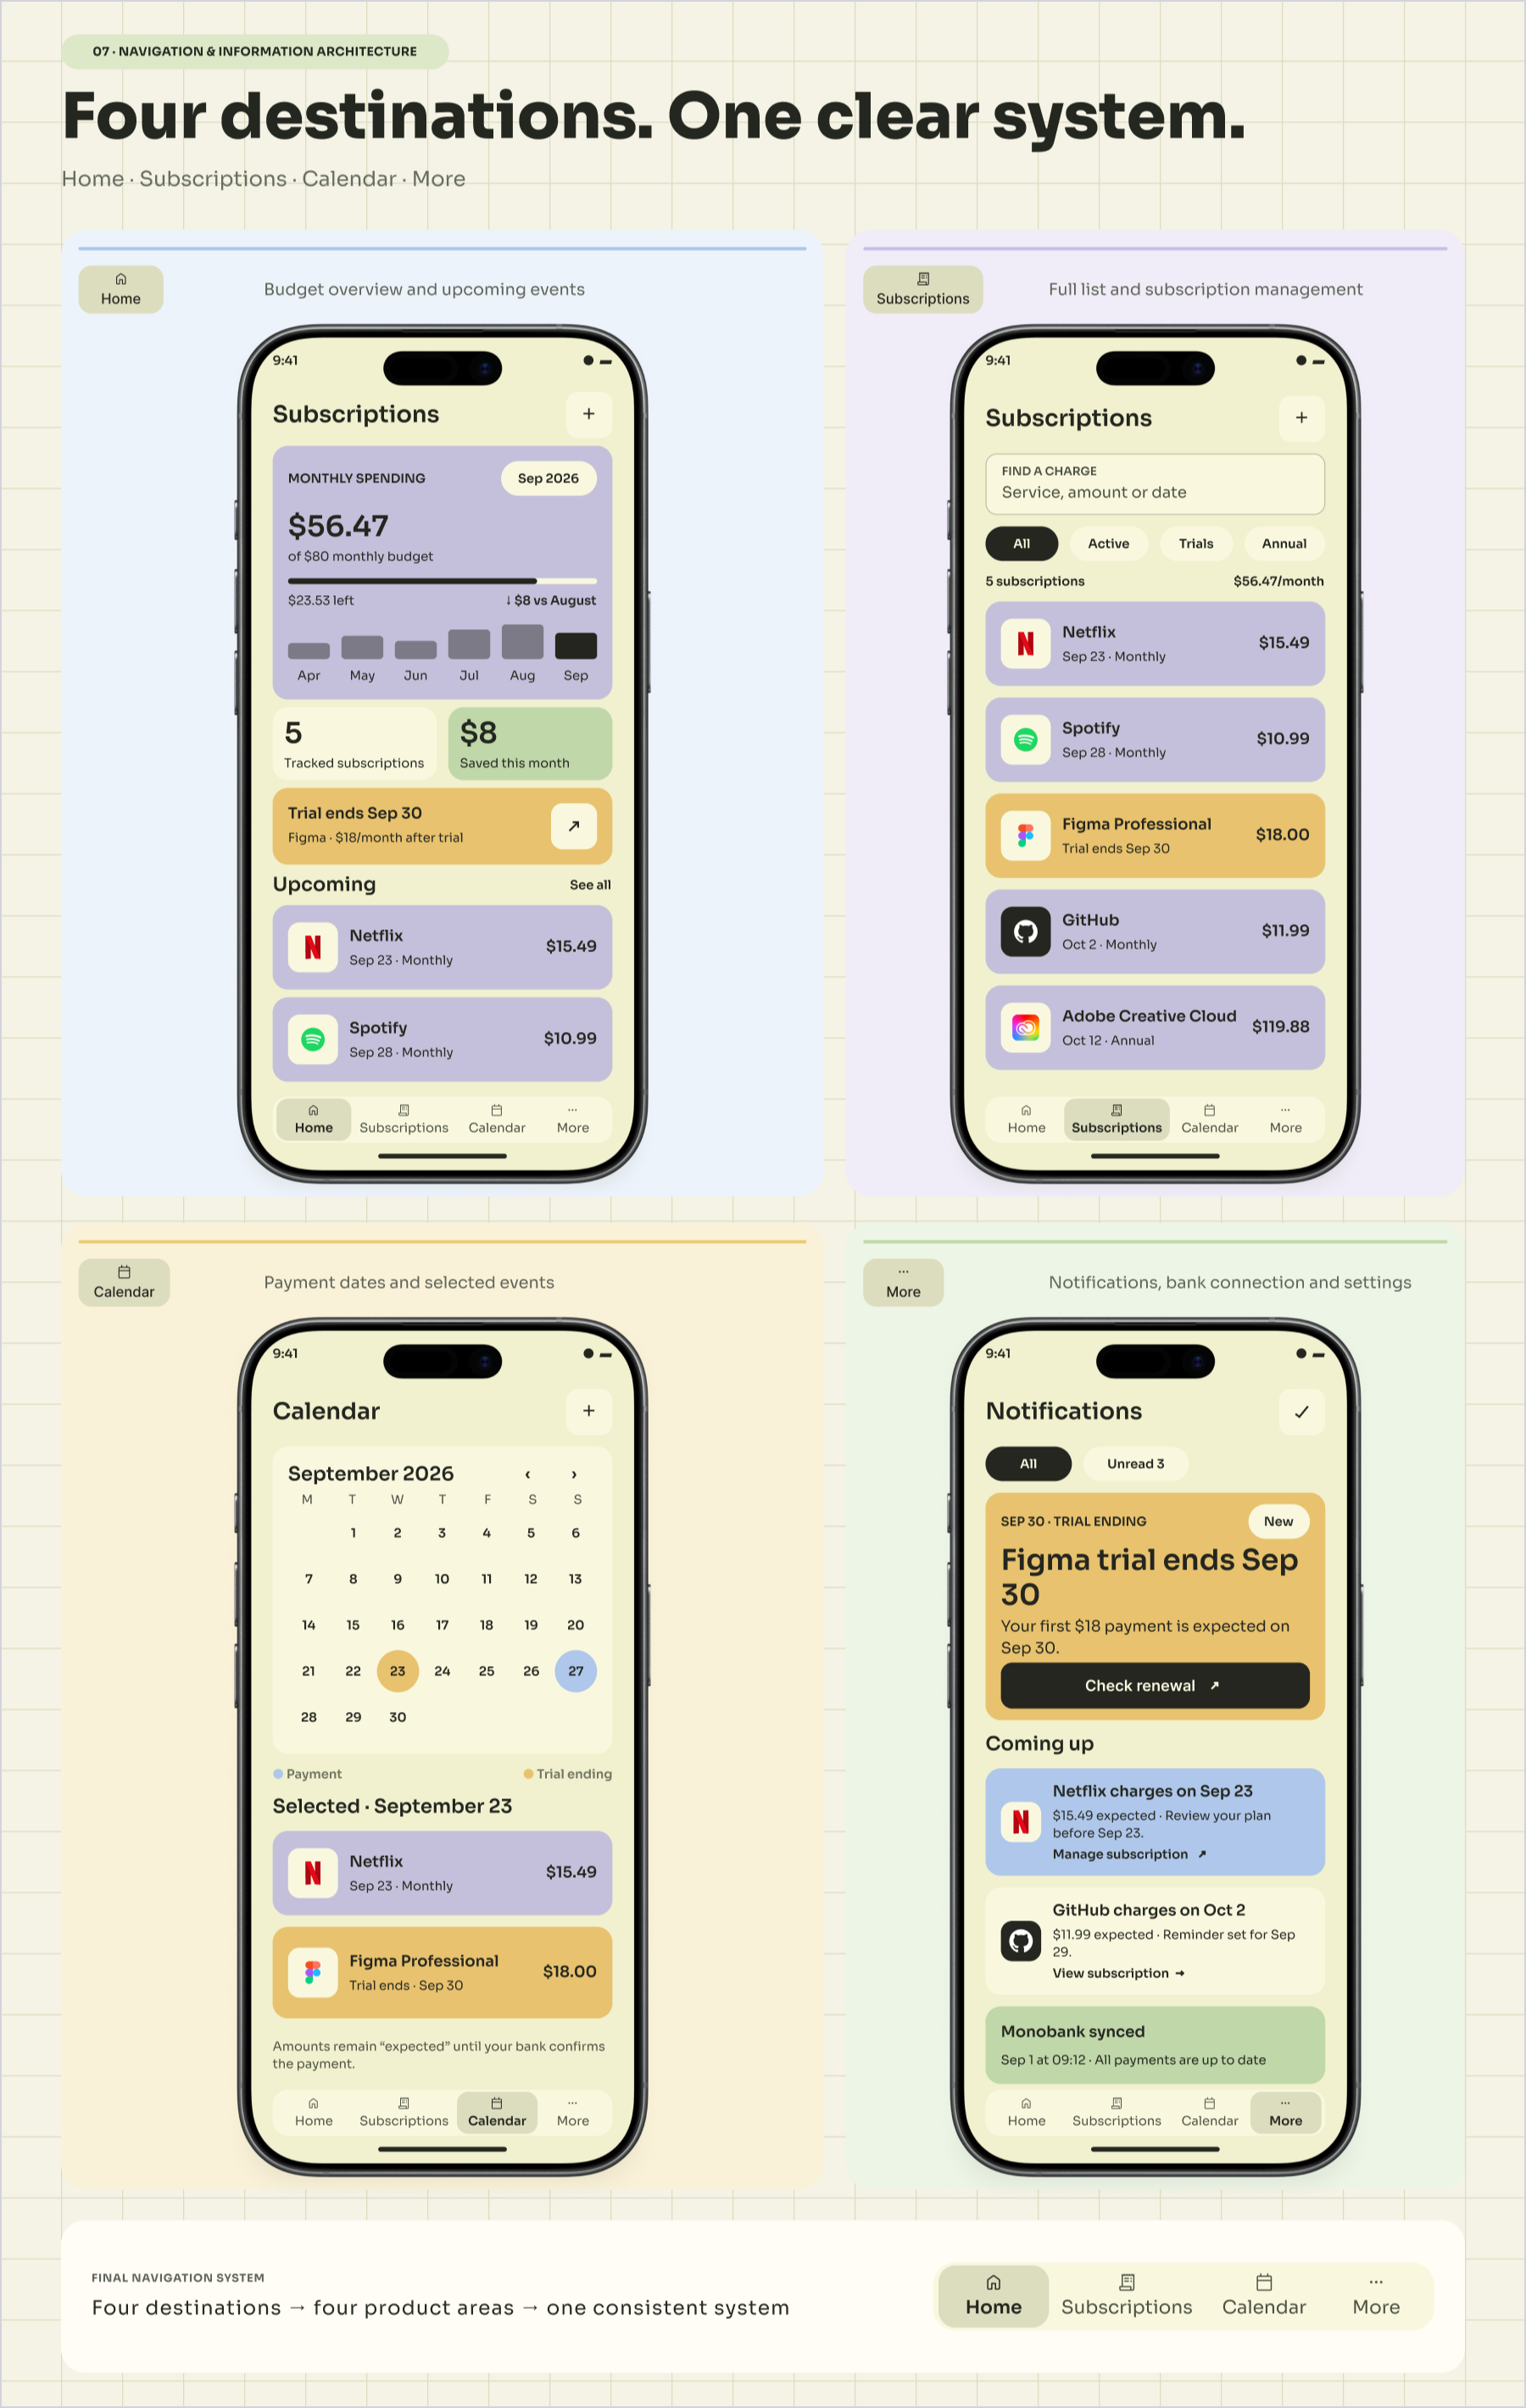 07 · NAVIGATION & INFORMATION ARCHITECTURE
Four destinations. One clear system.
Home · Subscriptions · Calendar · More
Home
Budget overview and upcoming events
9:41
Subscriptions
+
MONTHLY SPENDING
Sep 2026
$56.47
of $80 monthly budget
$23.53 left
↓ $8 vs August
Apr May Jun Jul Aug Sep
5
Tracked subscriptions
$8
Saved this month
Trial ends Sep 30
Figma · $18/month after trial
↗
Upcoming
See all
Netflix
Sep 23 · Monthly
$15.49
Spotify
Sep 28 · Monthly
$10.99
Home Subscriptions Calendar More
Subscriptions
Full list and subscription management
9:41
Subscriptions
+
FIND A CHARGE
Service, amount or date
All Active Trials Annual
5 subscriptions
$56.47/month
Netflix
Sep 23 · Monthly
$15.49
Spotify
Sep 28 · Monthly
$10.99
Figma Professional
Trial ends Sep 30
$18.00
GitHub
Oct 2 · Monthly
$11.99
Adobe Creative Cloud
Oct 12 · Annual
$119.88
Home Subscriptions Calendar More
Calendar
Payment dates and selected events
9:41
Calendar
+
September 2026
‹ ›
M T W T F S S
1 2 3 4 5 6
7 8 9 10 11 12 13
14 15 16 17 18 19 20
21 22 23 24 25 26 27
28 29 30
Payment
Trial ending
Selected · September 23
Netflix
Sep 23 · Monthly
$15.49
Figma Professional
Trial ends · Sep 30
$18.00
Amounts remain “expected” until your bank confirms
the payment.
Home Subscriptions Calendar More
More
Notifications, bank connection and settings
9:41
Notifications
✓
All Unread 3
SEP 30 · TRIAL ENDING
New
Figma trial ends Sep
30
Your first $18 payment is expected on
Sep 30.
Check renewal ↗
Coming up
Netflix charges on Sep 23
$15.49 expected · Review your plan
before Sep 23.
Manage subscription ↗
GitHub charges on Oct 2
$11.99 expected · Reminder set for Sep
29.
View subscription →
Monobank synced
Sep 1 at 09:12 · All payments are up to date
Home Subscriptions Calendar More
FINAL NAVIGATION SYSTEM
Four destinations → four product areas → one consistent system
Home Subscriptions Calendar More